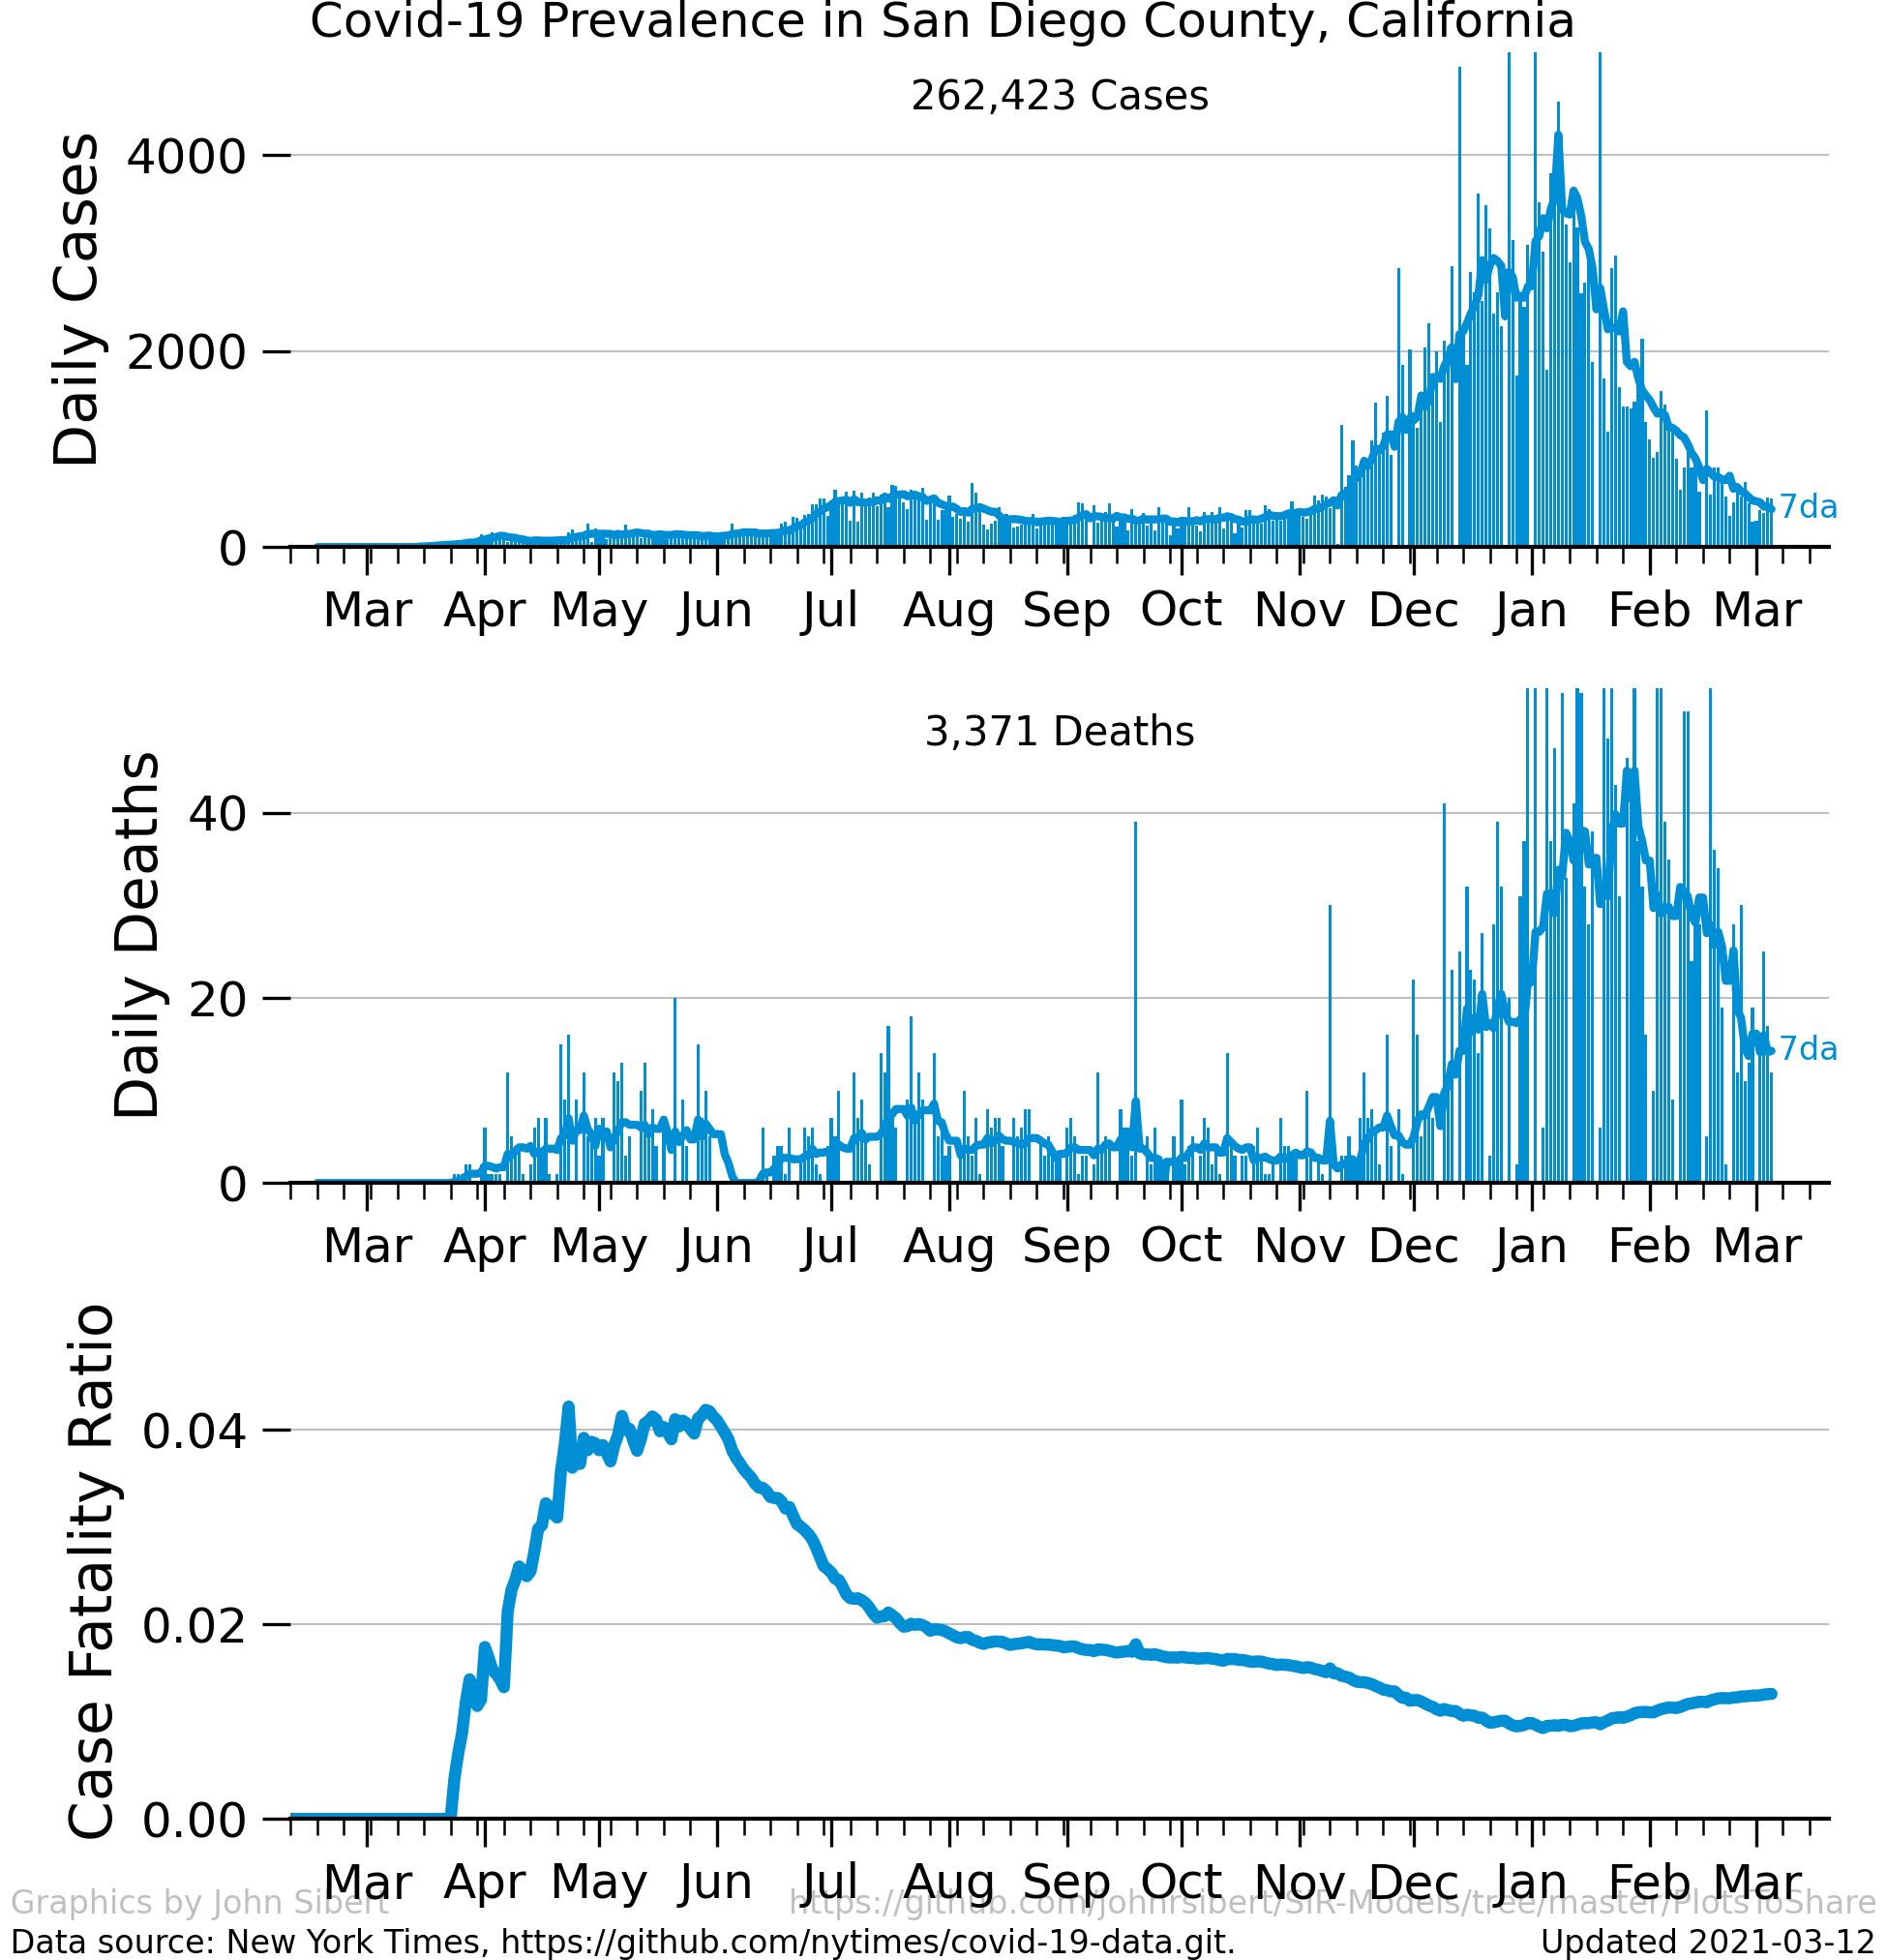 Covid-19 Prevalence in San Diego County, California
262,423 Cases
Daily Cases
4000
2000
0
7da
Mar Apr May Jun Jul Aug Sep Oct Nov Dec Jan Feb Mar
3,371 Deaths
Daily Deaths
40
20
0
7da
Mar Apr May Jun Jul Aug Sep Oct Nov Dec Jan Feb Mar
Case Fatality Ratio
0.04
0.02
0.00
Mar Apr May Jun Jul Aug Sep Oct Nov Dec Jan Feb Mar
Graphics by John Sibert https://github.com/johnrsibert/SIR-Models/tree/master/PlotsToShare
Data source: New York Times, https://github.com/nytimes/covid-19-data.git. Updated 2021-03-12